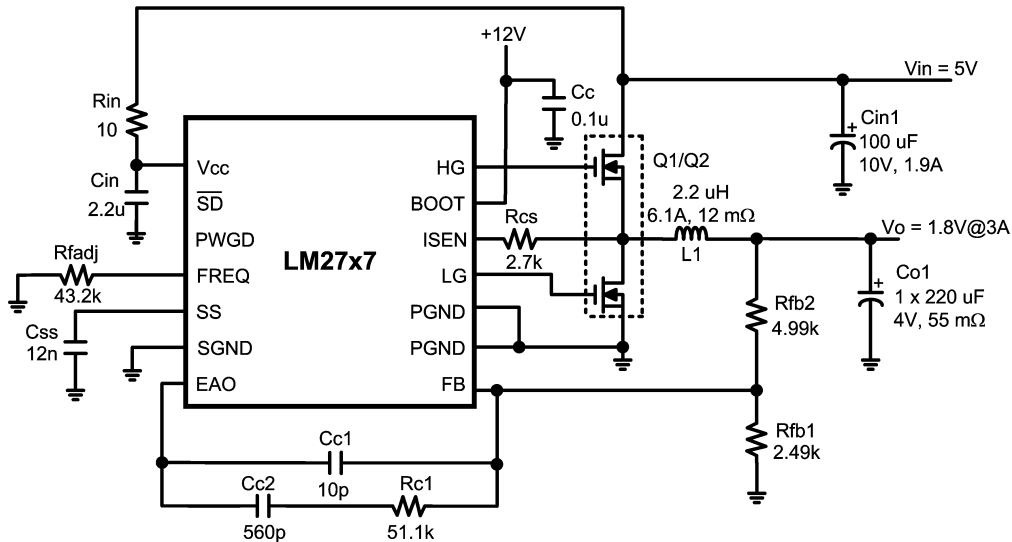 +12V
Vin = 5V
Rin
10
Cc
0.1u
Cin1
+
100 uF
10V, 1.9A
Vcc
HG
Q1/Q2
Cin
2.2u
SD
BOOT
2.2 uH
6.1A, 12 mΩ
Rcs
2.7k
L1
Vo = 1.8V@3A
PWGD
ISEN
LM27x7
Rfadj
43.2k
FREQ
LG
Co1
+
1 x 220 uF
4V, 55 mΩ
Rfb2
4.99k
Css
12n
SS
PGND
SGND
PGND
EAO
FB
Rfb1
2.49k
Cc1
10p
Cc2
560p
Rc1
51.1k